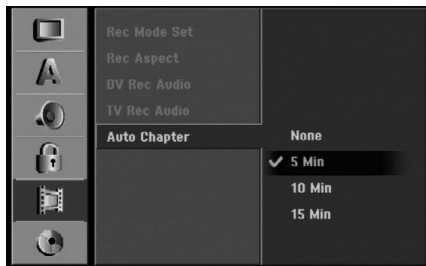 Rec Mode Set
Rec Aspect
DV Rec Audio
TV Rec Audio
Auto Chapter
None
5 Min
10 Min
15 Min